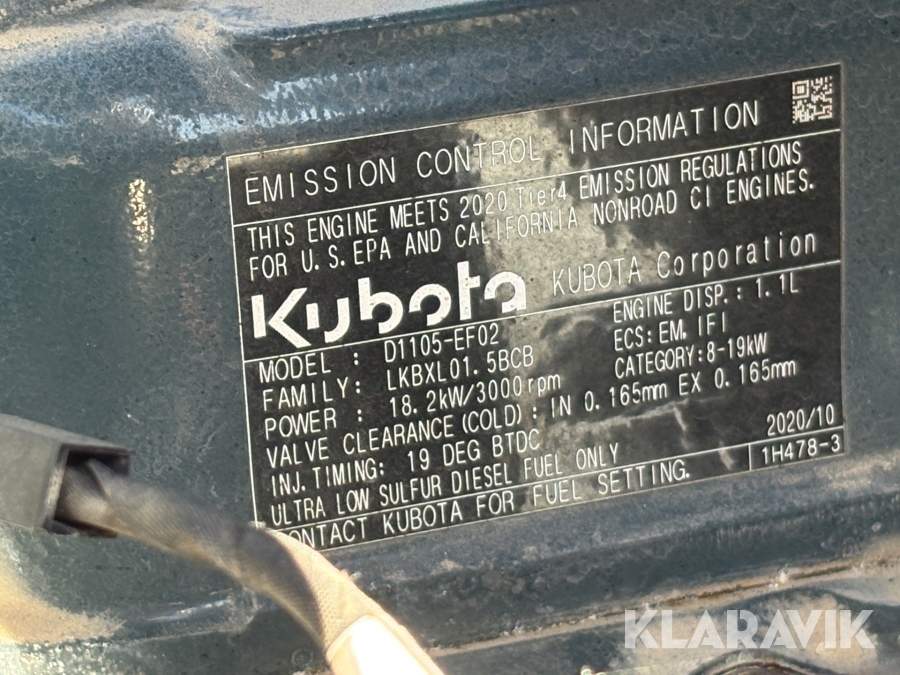 EMISSION CONTROL INFORMATION
THIS ENGINE MEETS 2020 Tier4 EMISSION REGULATIONS
FOR U.S.EPA AND CALIFORNIA NONROAD CI ENGINES.
Kubota KUBOTA Corporation
MODEL : D1105-EF02 ENGINE DISP.: 1.1L
FAMILY: LKBXL01.5BCB ECS: EM, IFI
POWER : 18.2kW/3000rpm CATEGORY:8-19kW
VALVE CLEARANCE(COLD): IN 0.165mm EX 0.165mm
INJ.TIMING: 19 DEG BTDC 2020/10
ULTRA LOW SULFUR DIESEL FUEL ONLY 1H478-3
CONTACT KUBOTA FOR FUEL SETTING.
KLARAVIK